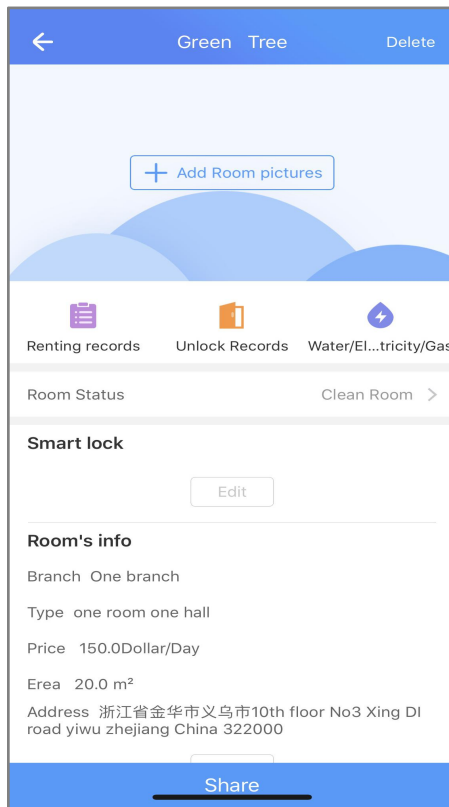 Green Tree
Delete
Add Room pictures
Renting records
Unlock Records
Water/El...tricity/Gas
Room Status
Clean Room
Smart lock
Edit
Room's info
Branch One branch
Type one room one hall
Price 150.0Dollar/Day
Erea 20.0 m²
Address 浙江省金华市义乌市10th floor No3 Xing DI
road yiwu zhejiang China 322000
Share